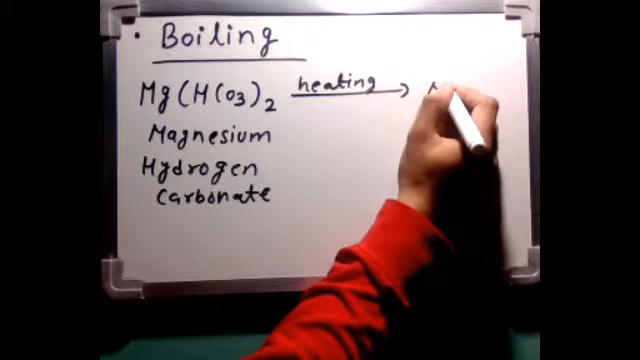 • Boiling
Mg(HCO3)2 heating →
Magnesium
Hydrogen
Carbonate